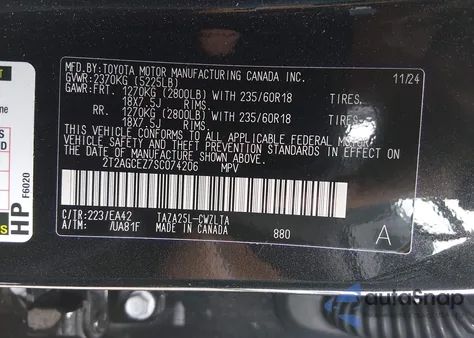 MFD.BY:TOYOTA MOTOR MANUFACTURING CANADA INC. 11/24
GVWR:2370KG (5225LB)
GAWR:FRT. 1270KG (2800LB) WITH 235/60R18 TIRES.
18X7.5J RIMS.
RR. 1270KG (2800LB) WITH 235/60R18 TIRES.
18X7.5J RIMS.
THIS VEHICLE CONFORMS TO ALL APPLICABLE FEDERAL MOTOR
VEHICLE SAFETY AND THEFT PREVENTION STANDARDS IN EFFECT
ON THE DATE OF MANUFACTURE SHOWN ABOVE.
2T2AGCEZ7SC074206 MPV
C/TR:223/EA42 TAZA25L-CWZLTA
A/TM: /UA81F MADE IN CANADA 880 A
HP
F6020
autoSnap